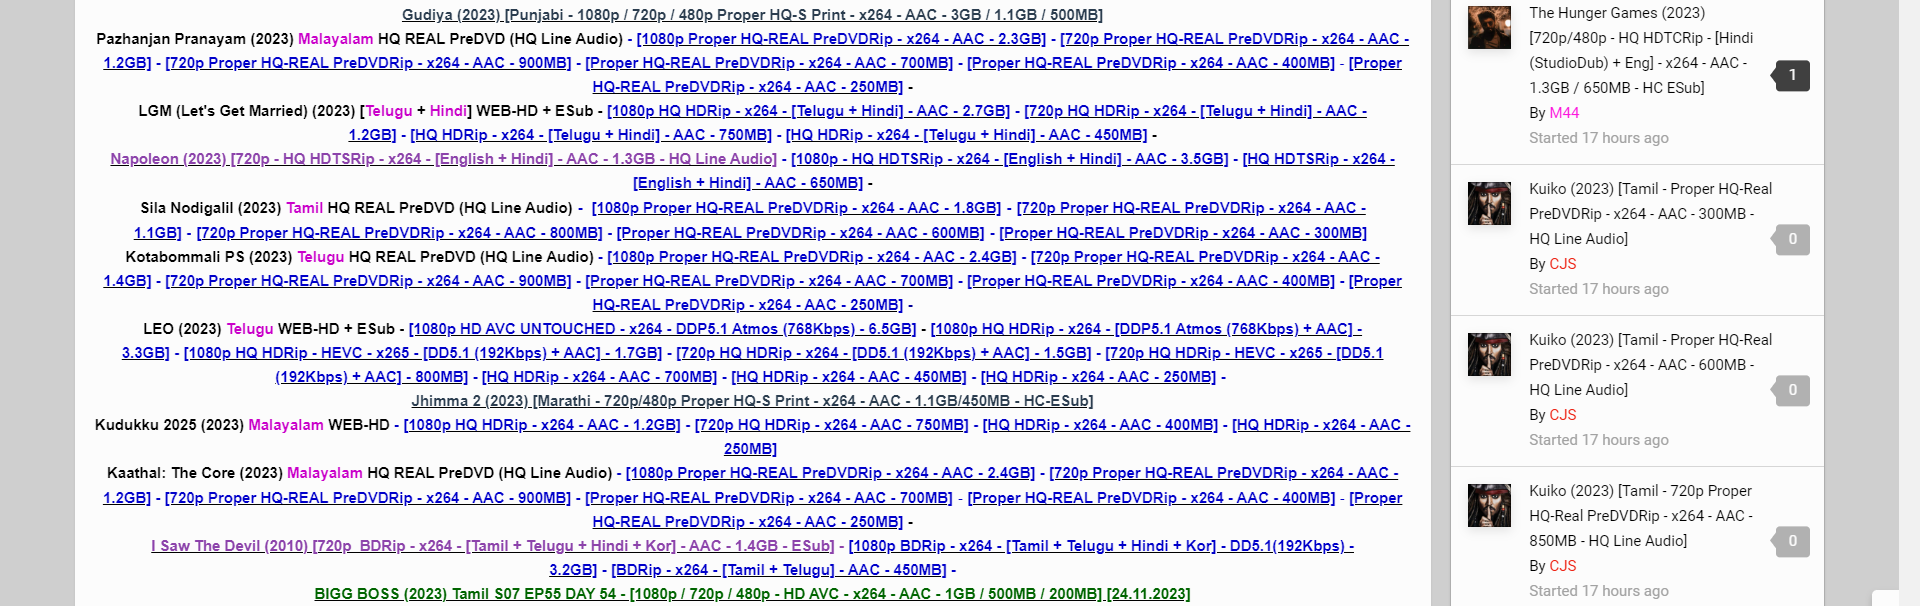 Gudiya (2023) [Punjabi - 1080p / 720p / 480p Proper HQ-S Print - x264 - AAC - 3GB / 1.1GB / 500MB]
Pazhanjan Pranayam (2023) Malayalam HQ REAL PreDVD (HQ Line Audio) - [1080p Proper HQ-REAL PreDVDRip - x264 - AAC - 2.3GB] - [720p Proper HQ-REAL PreDVDRip - x264 - AAC -
1.2GB] - [720p Proper HQ-REAL PreDVDRip - x264 - AAC - 900MB] - [Proper HQ-REAL PreDVDRip - x264 - AAC - 700MB] - [Proper HQ-REAL PreDVDRip - x264 - AAC - 400MB] - [Proper
HQ-REAL PreDVDRip - x264 - AAC - 250MB] -
LGM (Let's Get Married) (2023) [Telugu + Hindi] WEB-HD + ESub - [1080p HQ HDRip - x264 - [Telugu + Hindi] - AAC - 2.7GB] - [720p HQ HDRip - x264 - [Telugu + Hindi] - AAC -
1.2GB] - [HQ HDRip - x264 - [Telugu + Hindi] - AAC - 750MB] - [HQ HDRip - x264 - [Telugu + Hindi] - AAC - 450MB] -
Napoleon (2023) [720p - HQ HDTSRip - x264 - [English + Hindi] - AAC - 1.3GB - HQ Line Audio] - [1080p - HQ HDTSRip - x264 - [English + Hindi] - AAC - 3.5GB] - [HQ HDTSRip - x264 -
[English + Hindi] - AAC - 650MB] -
Sila Nodigalil (2023) Tamil HQ REAL PreDVD (HQ Line Audio) - [1080p Proper HQ-REAL PreDVDRip - x264 - AAC - 1.8GB] - [720p Proper HQ-REAL PreDVDRip - x264 - AAC -
1.1GB] - [720p Proper HQ-REAL PreDVDRip - x264 - AAC - 800MB] - [Proper HQ-REAL PreDVDRip - x264 - AAC - 600MB] - [Proper HQ-REAL PreDVDRip - x264 - AAC - 300MB]
Kotabommali PS (2023) Telugu HQ REAL PreDVD (HQ Line Audio) - [1080p Proper HQ-REAL PreDVDRip - x264 - AAC - 2.4GB] - [720p Proper HQ-REAL PreDVDRip - x264 - AAC -
1.4GB] - [720p Proper HQ-REAL PreDVDRip - x264 - AAC - 900MB] - [Proper HQ-REAL PreDVDRip - x264 - AAC - 700MB] - [Proper HQ-REAL PreDVDRip - x264 - AAC - 400MB] - [Proper
HQ-REAL PreDVDRip - x264 - AAC - 250MB] -
LEO (2023) Telugu WEB-HD + ESub - [1080p HD AVC UNTOUCHED - x264 - DDP5.1 Atmos (768Kbps) - 6.5GB] - [1080p HQ HDRip - x264 - [DDP5.1 Atmos (768Kbps) + AAC] -
3.3GB] - [1080p HQ HDRip - HEVC - x265 - [DD5.1 (192Kbps) + AAC] - 1.7GB] - [720p HQ HDRip - x264 - [DD5.1 (192Kbps) + AAC] - 1.5GB] - [720p HQ HDRip - HEVC - x265 - [DD5.1
(192Kbps) + AAC] - 800MB] - [HQ HDRip - x264 - AAC - 700MB] - [HQ HDRip - x264 - AAC - 450MB] - [HQ HDRip - x264 - AAC - 250MB] -
Jhimma 2 (2023) [Marathi - 720p/480p Proper HQ-S Print - x264 - AAC - 1.1GB/450MB - HC-ESub]
Kudukku 2025 (2023) Malayalam WEB-HD - [1080p HQ HDRip - x264 - AAC - 1.2GB] - [720p HQ HDRip - x264 - AAC - 750MB] - [HQ HDRip - x264 - AAC - 400MB] - [HQ HDRip - x264 - AAC -
250MB]
Kaathal: The Core (2023) Malayalam HQ REAL PreDVD (HQ Line Audio) - [1080p Proper HQ-REAL PreDVDRip - x264 - AAC - 2.4GB] - [720p Proper HQ-REAL PreDVDRip - x264 - AAC -
1.2GB] - [720p Proper HQ-REAL PreDVDRip - x264 - AAC - 900MB] - [Proper HQ-REAL PreDVDRip - x264 - AAC - 700MB] - [Proper HQ-REAL PreDVDRip - x264 - AAC - 400MB] - [Proper
HQ-REAL PreDVDRip - x264 - AAC - 250MB] -
I Saw The Devil (2010) [720p BDRip - x264 - [Tamil + Telugu + Hindi + Kor] - AAC - 1.4GB - ESub] - [1080p BDRip - x264 - [Tamil + Telugu + Hindi + Kor] - DD5.1(192Kbps) -
3.2GB] - [BDRip - x264 - [Tamil + Telugu] - AAC - 450MB] -
BIGG BOSS (2023) Tamil S07 EP55 DAY 54 - [1080p / 720p / 480p - HD AVC - x264 - AAC - 1GB / 500MB / 200MB] [24.11.2023]
The Hunger Games (2023)
[720p/480p - HQ HDTCRip - [Hindi
(StudioDub) + Eng] - x264 - AAC -
1.3GB / 650MB - HC ESub]
1
By M44
Started 17 hours ago
Kuiko (2023) [Tamil - Proper HQ-Real
PreDVDRip - x264 - AAC - 300MB -
HQ Line Audio]
0
By CJS
Started 17 hours ago
Kuiko (2023) [Tamil - Proper HQ-Real
PreDVDRip - x264 - AAC - 600MB -
HQ Line Audio]
0
By CJS
Started 17 hours ago
Kuiko (2023) [Tamil - 720p Proper
HQ-Real PreDVDRip - x264 - AAC -
850MB - HQ Line Audio]
0
By CJS
Started 17 hours ago